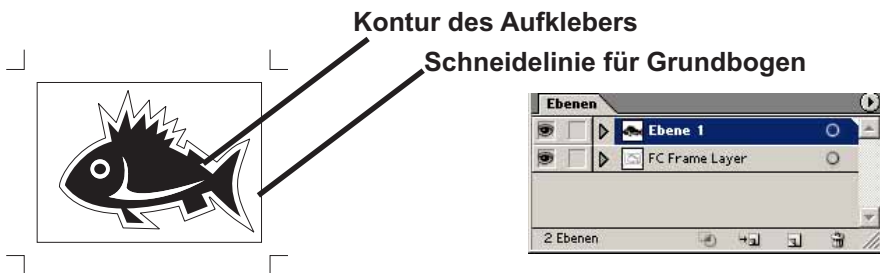 Kontur des Aufklebers
Schneidelinie für Grundbogen
Ebenen
Ebene 1
FC Frame Layer
2 Ebenen